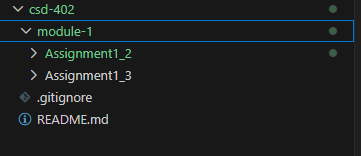 csd-402
module-1
Assignment1_2
Assignment1_3
.gitignore
README.md